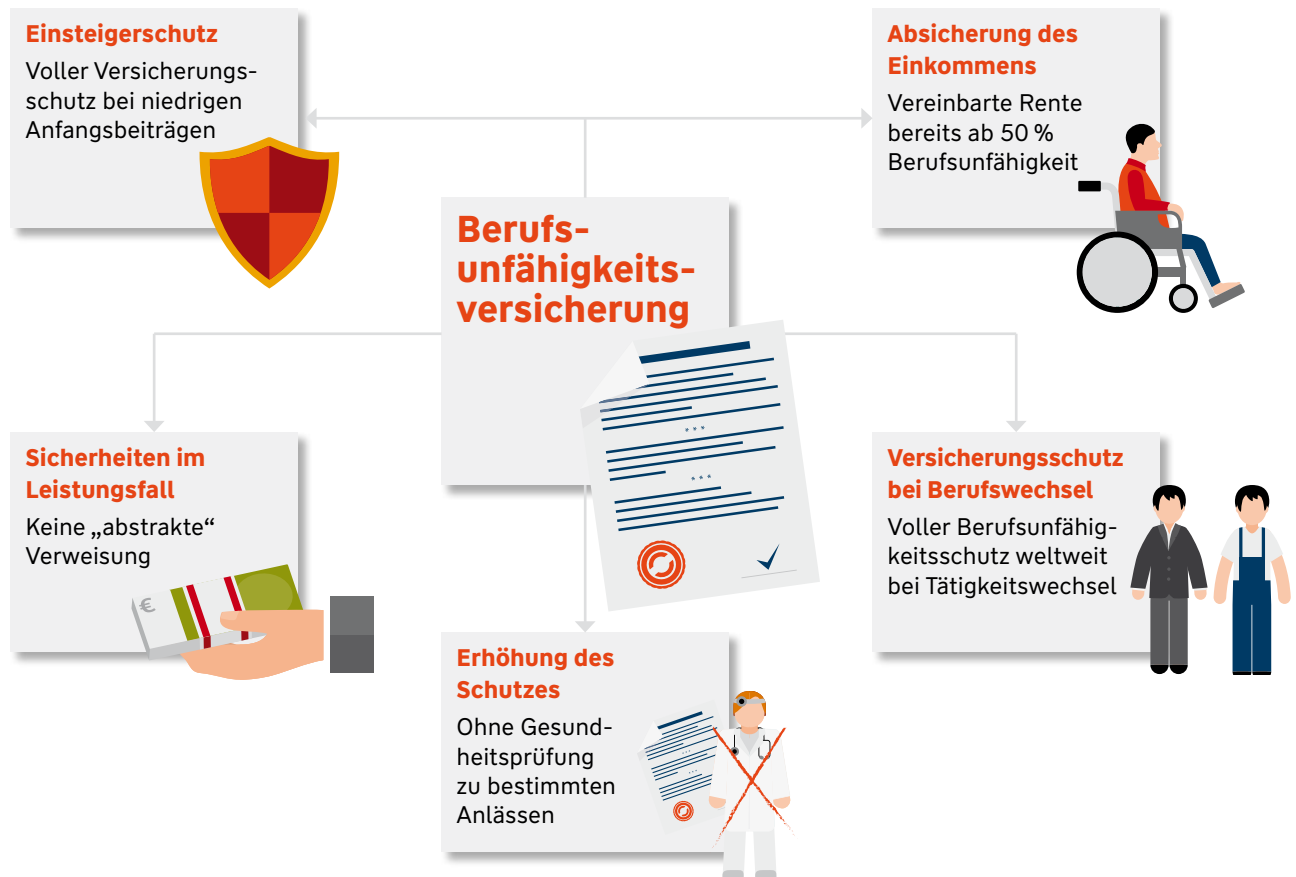 Einsteigerschutz
Voller Versicherungs-
schutz bei niedrigen
Anfangsbeiträgen
Absicherung des
Einkommens
Vereinbarte Rente
bereits ab 50 %
Berufsunfähigkeit
Berufs-
unfähigkeits-
versicherung
Sicherheiten im
Leistungsfall
Keine „abstrakte“
Verweisung
€
Versicherungsschutz
bei Berufswechsel
Voller Berufsunfähig-
keitsschutz weltweit
bei Tätigkeitswechsel
Erhöhung des
Schutzes
Ohne Gesund-
heitsprüfung
zu bestimmten
Anlässen